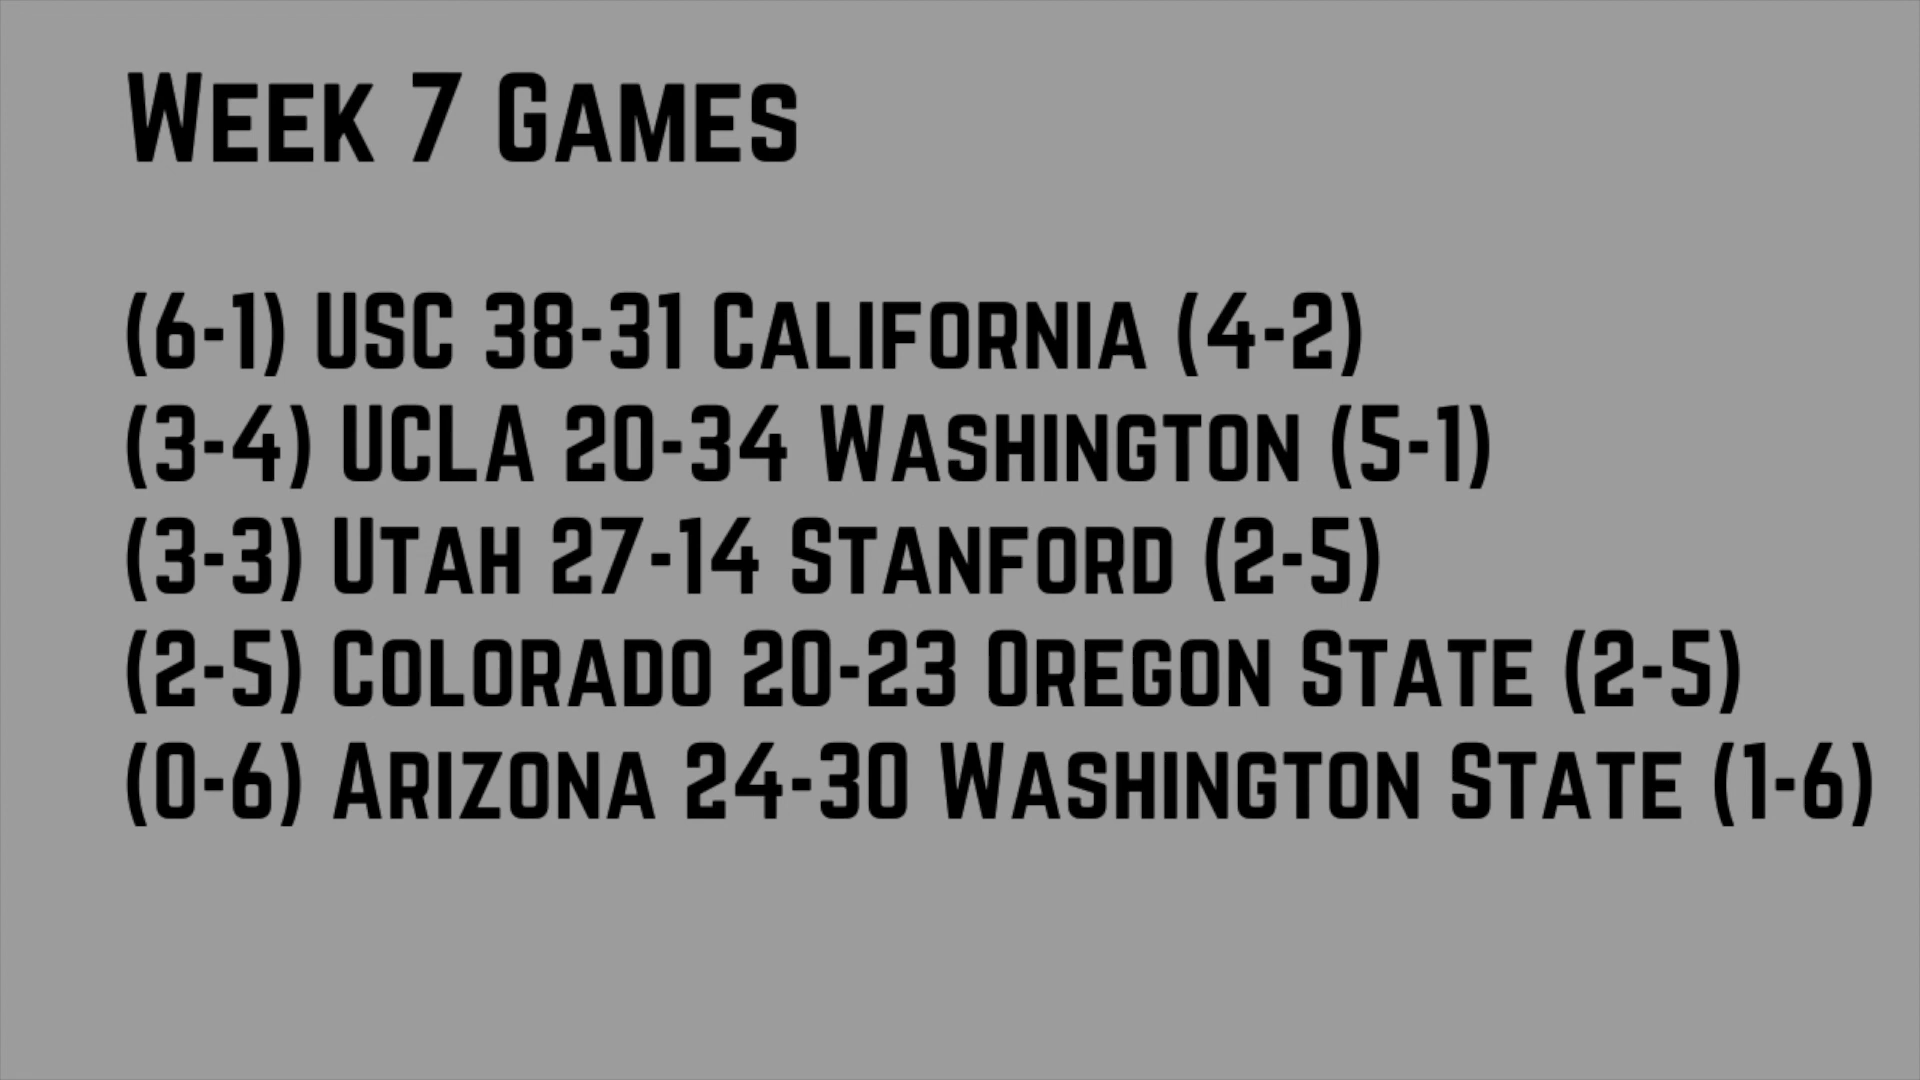 Week 7 Games
(6-1) USC 38-31 California (4-2)
(3-4) UCLA 20-34 Washington (5-1)
(3-3) Utah 27-14 Stanford (2-5)
(2-5) Colorado 20-23 Oregon State (2-5)
(0-6) Arizona 24-30 Washington State (1-6)